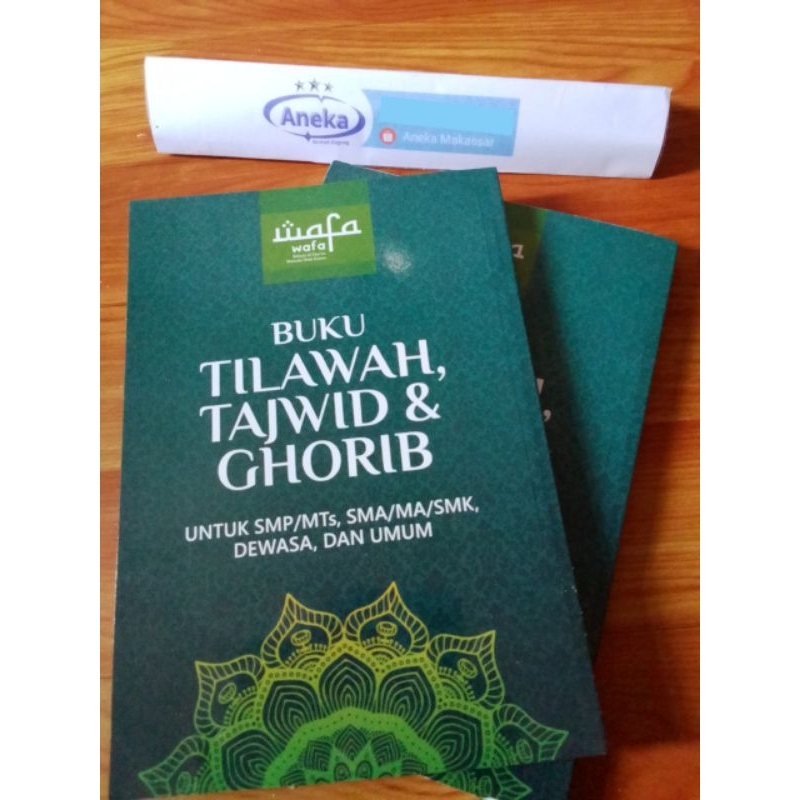 Aneka
Aneka Makassar
wafa
wafa
BUKU
TILAWAH,
TAJWID &
GHORIB
UNTUK SMP/MTs, SMA/MA/SMK,
DEWASA, DAN UMUM
a